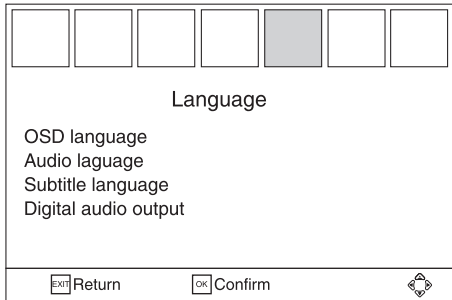 Language
OSD language
Audio laguage
Subtitle language
Digital audio output
EXIT Return OK Confirm